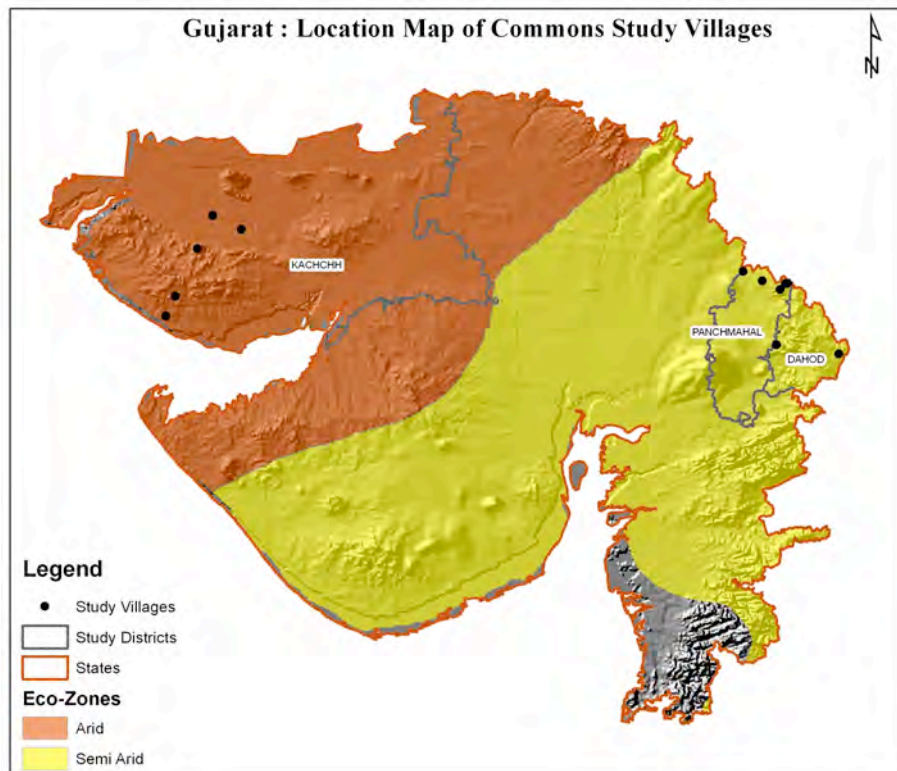 Gujarat : Location Map of Commons Study Villages
N
KACHCHH
PANCHMAHAL
DAHOD
Legend
Study Villages
Study Districts
States
Eco-Zones
Arid
Semi Arid